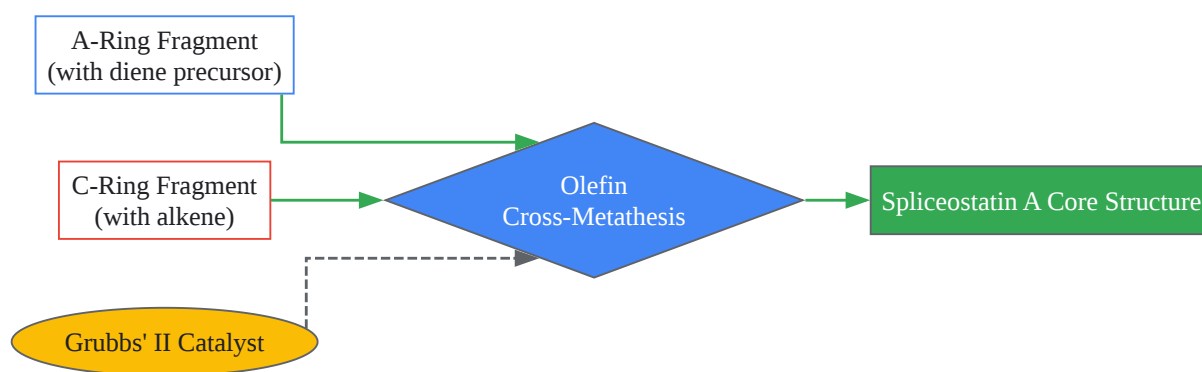 A-Ring Fragment
(with diene precursor)
C-Ring Fragment
(with alkene)
Olefin
Cross-Metathesis
Spliceostatin A Core Structure
Grubbs' II Catalyst